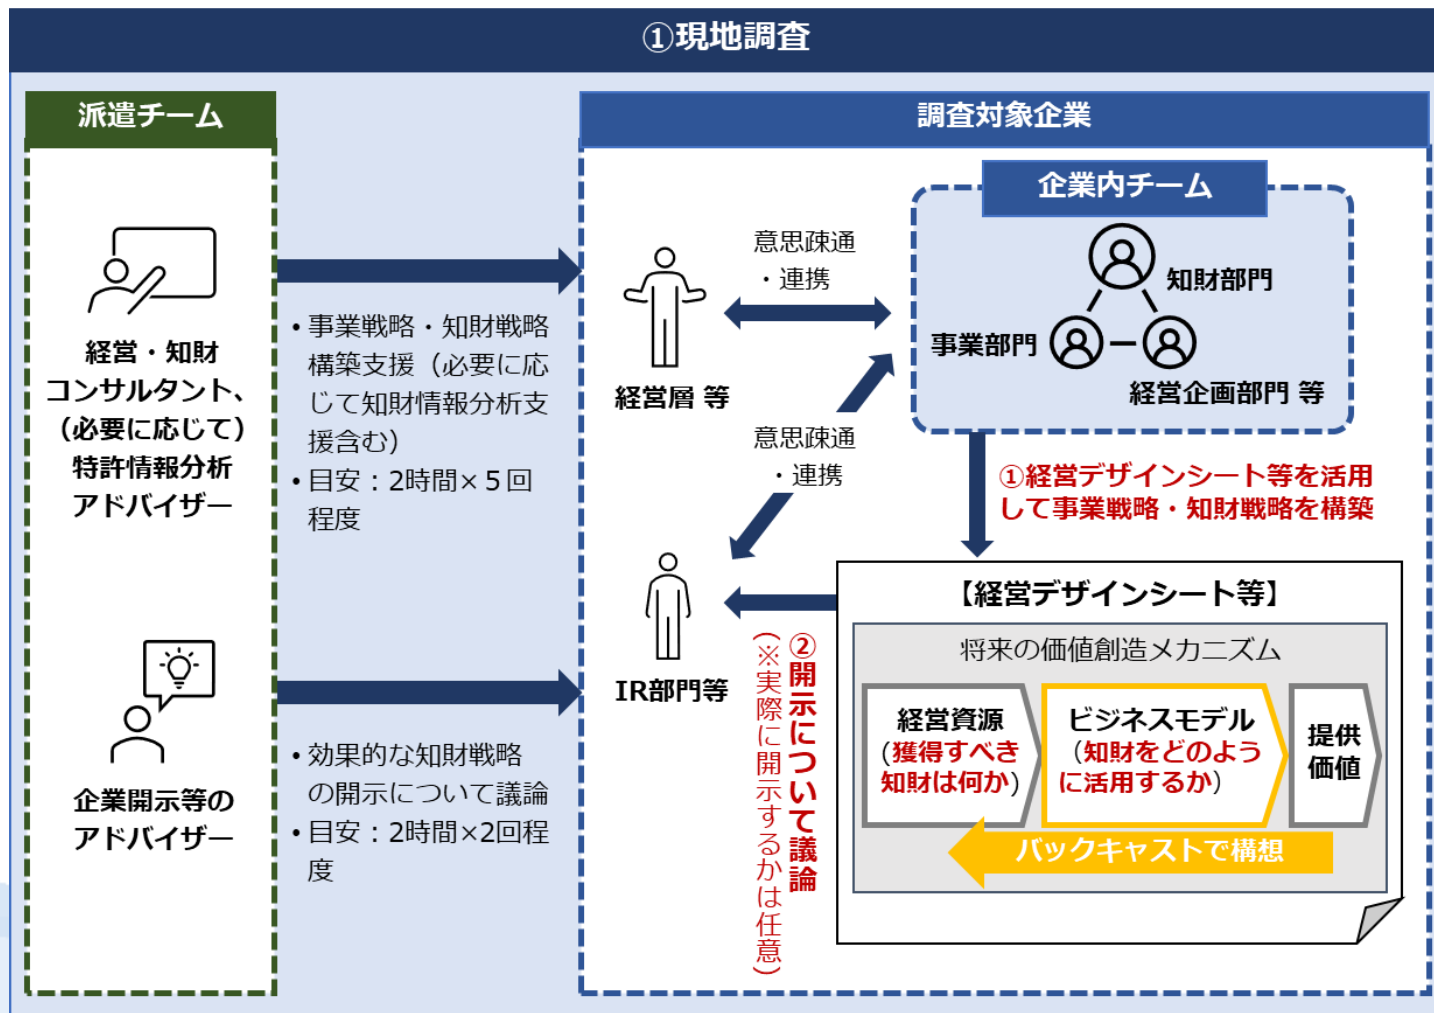 ①現地調査
派遣チーム
経営・知財
コンサルタント、
（必要に応じて）
特許情報分析
アドバイザー
企業開示等の
アドバイザー
• 事業戦略・知財戦略
構築支援（必要に応
じて知財情報分析支
援含む）
• 目安：2時間×５回
程度
• 効果的な知財戦略
の開示について議論
• 目安：2時間×2回程
度
調査対象企業
経営層 等
意思疎通
・連携
企業内チーム
知財部門
事業部門
経営企画部門 等
意思疎通
・連携
①経営デザインシート等を活用
して事業戦略・知財戦略を構築
IR部門等
②開示について議論
（※実際に開示するかは任意）
【経営デザインシート等】
将来の価値創造メカニズム
経営資源
(獲得すべき
知財は何か)
ビジネスモデル
（知財をどのよう
に活用するか）
提供
価値
バックキャストで構想